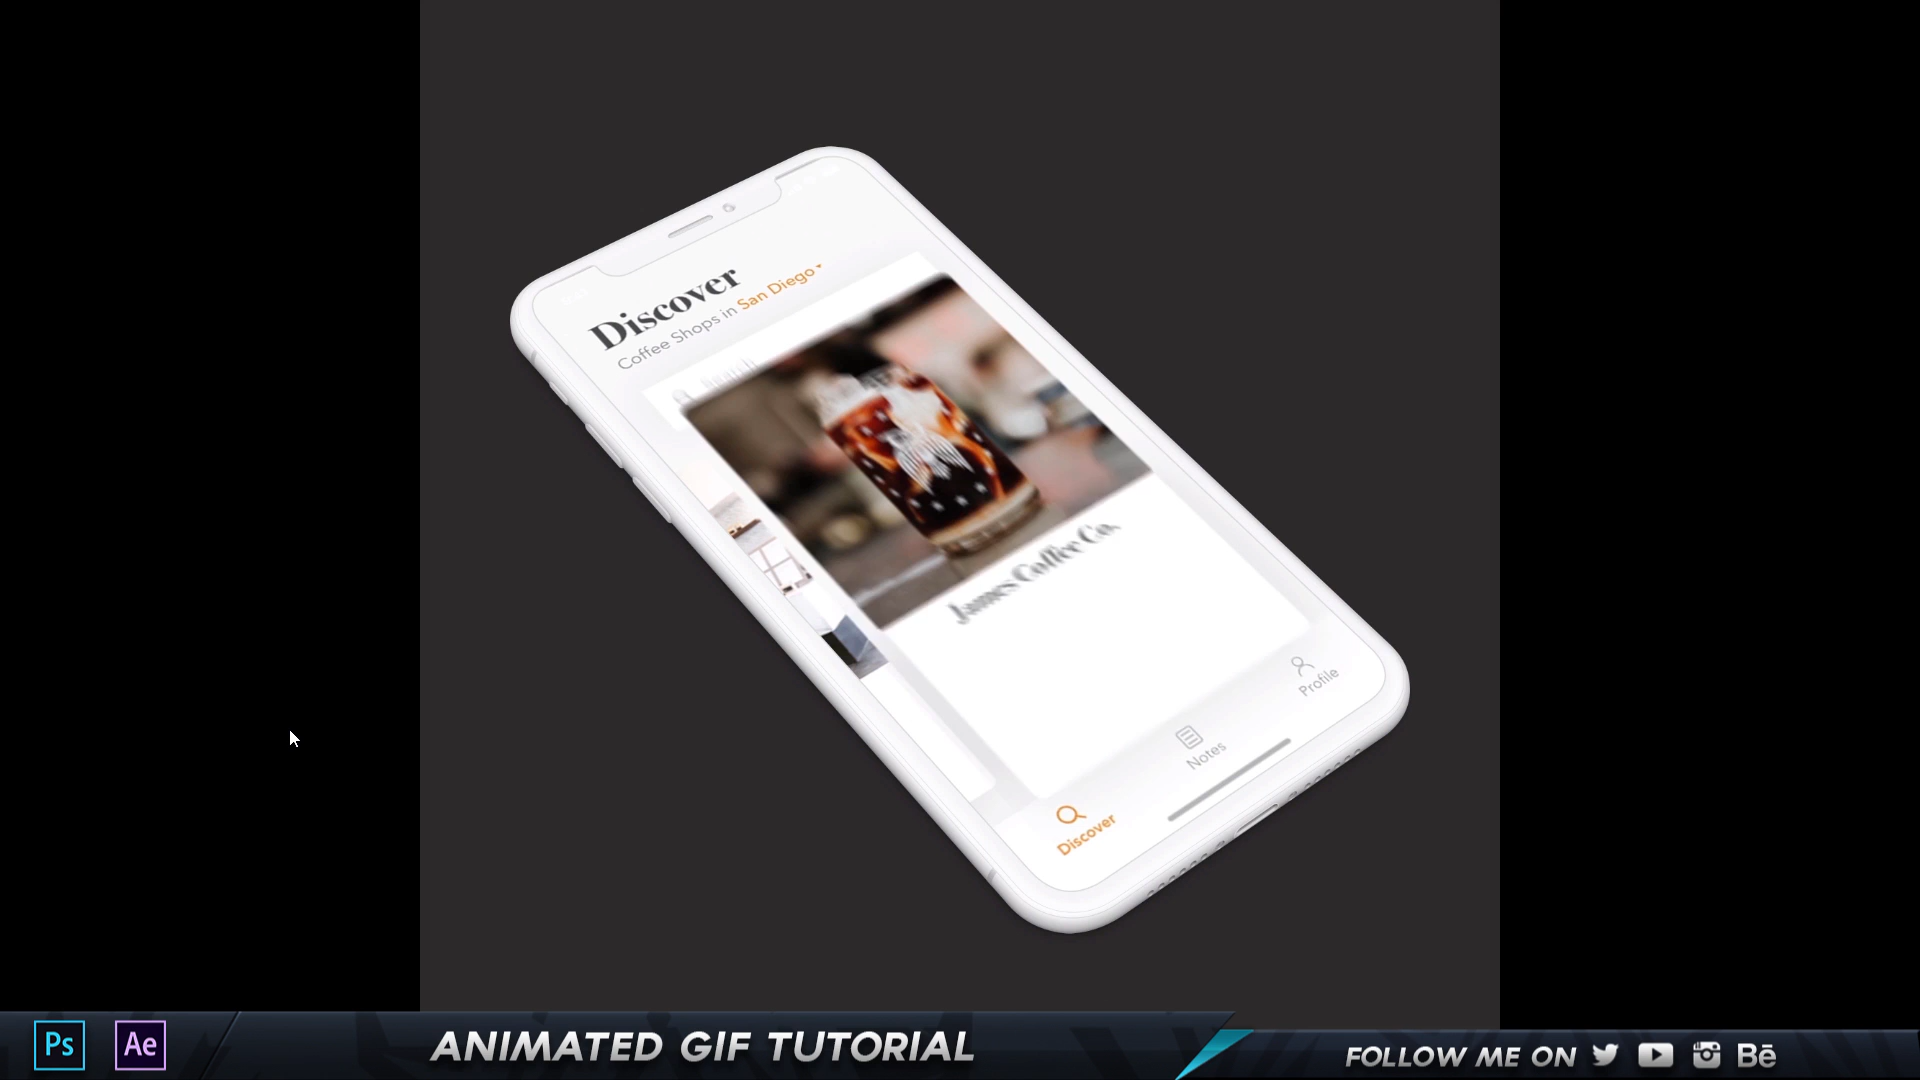 Discover
Coffee Shops in San Diego
James Coffee Co.
Profile
Notes
Discover
Ps
Ae
ANIMATED GIF TUTORIAL
FOLLOW ME ON
Bē